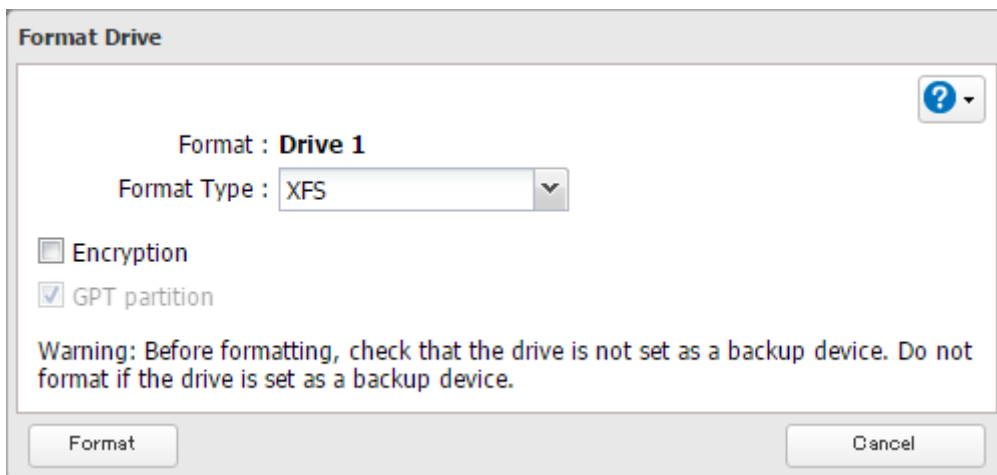 Format Drive
?
Format : Drive 1
Format Type : XFS
Encryption
GPT partition
Warning: Before formatting, check that the drive is not set as a backup device. Do not
format if the drive is set as a backup device.
Format
Cancel